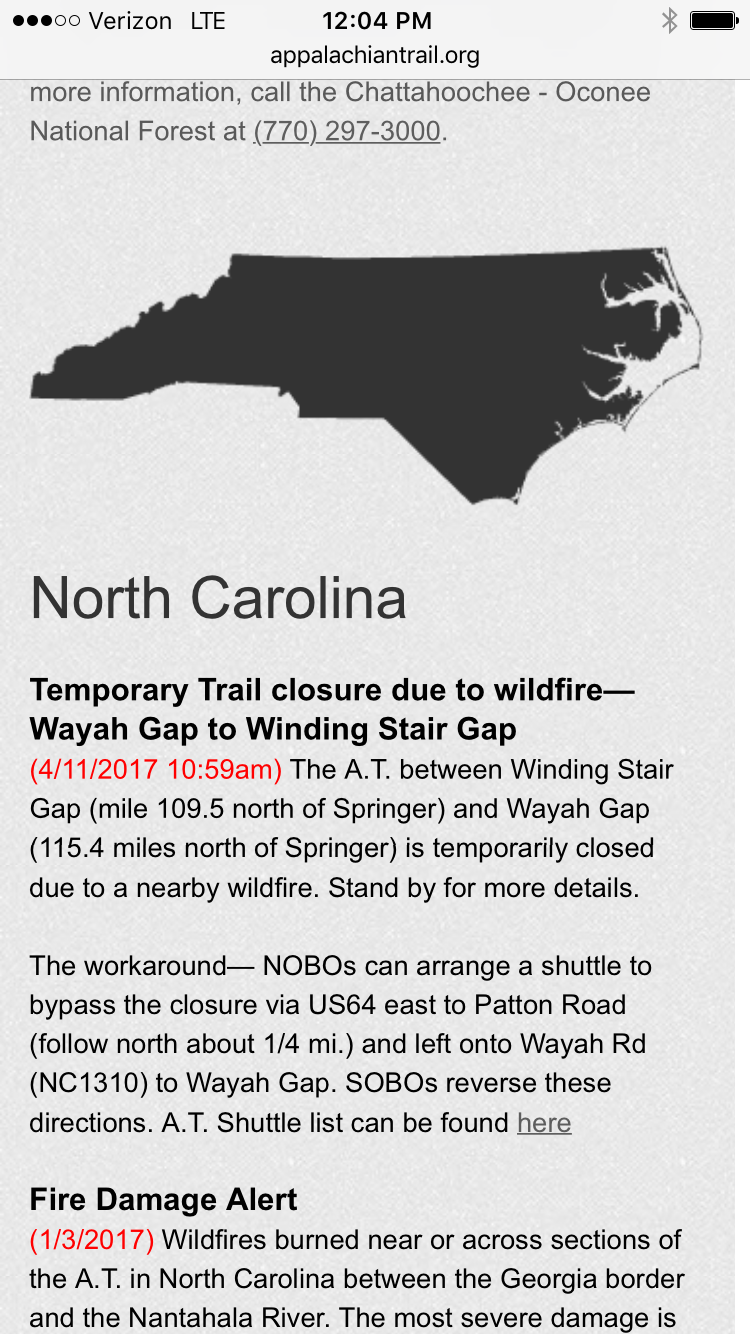 Verizon LTE 12:04 PM
appalachiantrail.org
more information, call the Chattahoochee - Oconee
National Forest at (770) 297-3000.
North Carolina
Temporary Trail closure due to wildfire—
Wayah Gap to Winding Stair Gap
(4/11/2017 10:59am) The A.T. between Winding Stair
Gap (mile 109.5 north of Springer) and Wayah Gap
(115.4 miles north of Springer) is temporarily closed
due to a nearby wildfire. Stand by for more details.
The workaround— NOBOs can arrange a shuttle to
bypass the closure via US64 east to Patton Road
(follow north about 1/4 mi.) and left onto Wayah Rd
(NC1310) to Wayah Gap. SOBOs reverse these
directions. A.T. Shuttle list can be found here
Fire Damage Alert
(1/3/2017) Wildfires burned near or across sections of
the A.T. in North Carolina between the Georgia border
and the Nantahala River. The most severe damage is